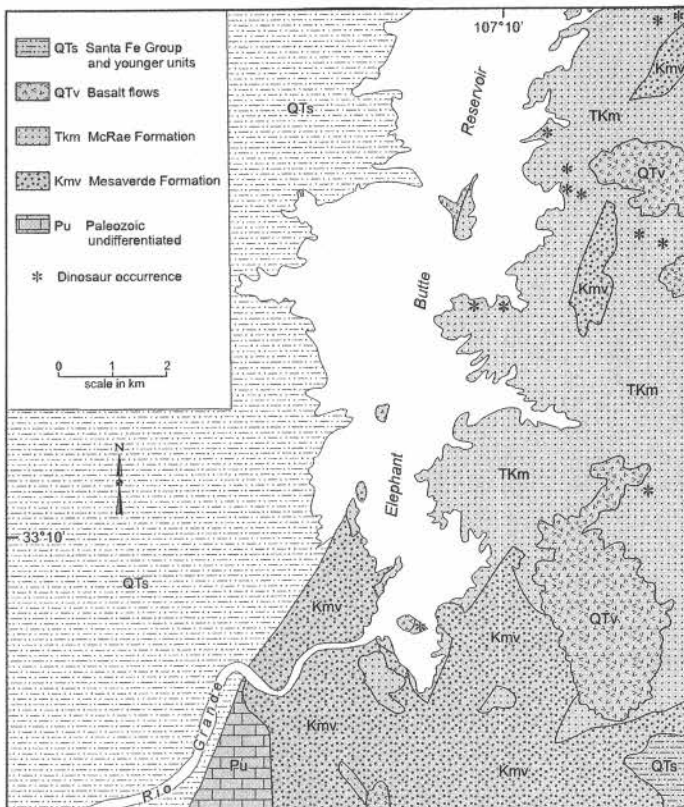 QTs Santa Fe Group
and younger units
QTv Basalt flows
Tkm McRae Formation
Kmv Mesaverde Formation
Pu Paleozoic
undifferentiated
* Dinosaur occurrence
0 1 2
scale in km
N
33°10'
107°10'
QTs
Reservoir
Butte
Elephant
TKm
Kmv
QTv
Kmv
TKm
TKm
QTs
Kmv
Kmv
QTv
Kmv
Kmv
Pu
QTs
Rio Grande